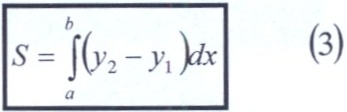 S = ∫_a^b (y₂ − y₁)dx (3)